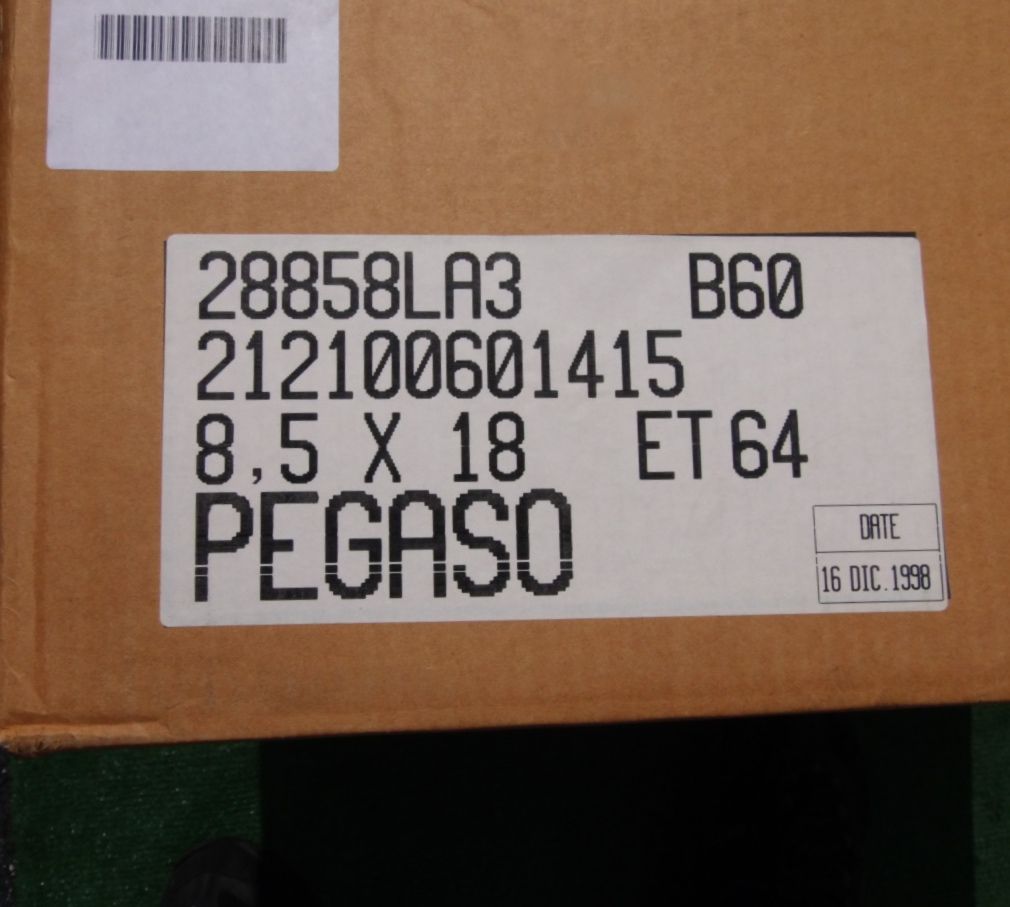 28858LA3 B60
212100601415
8,5 X 18 ET 64
PEGASO
DATE
16 DIC.1998